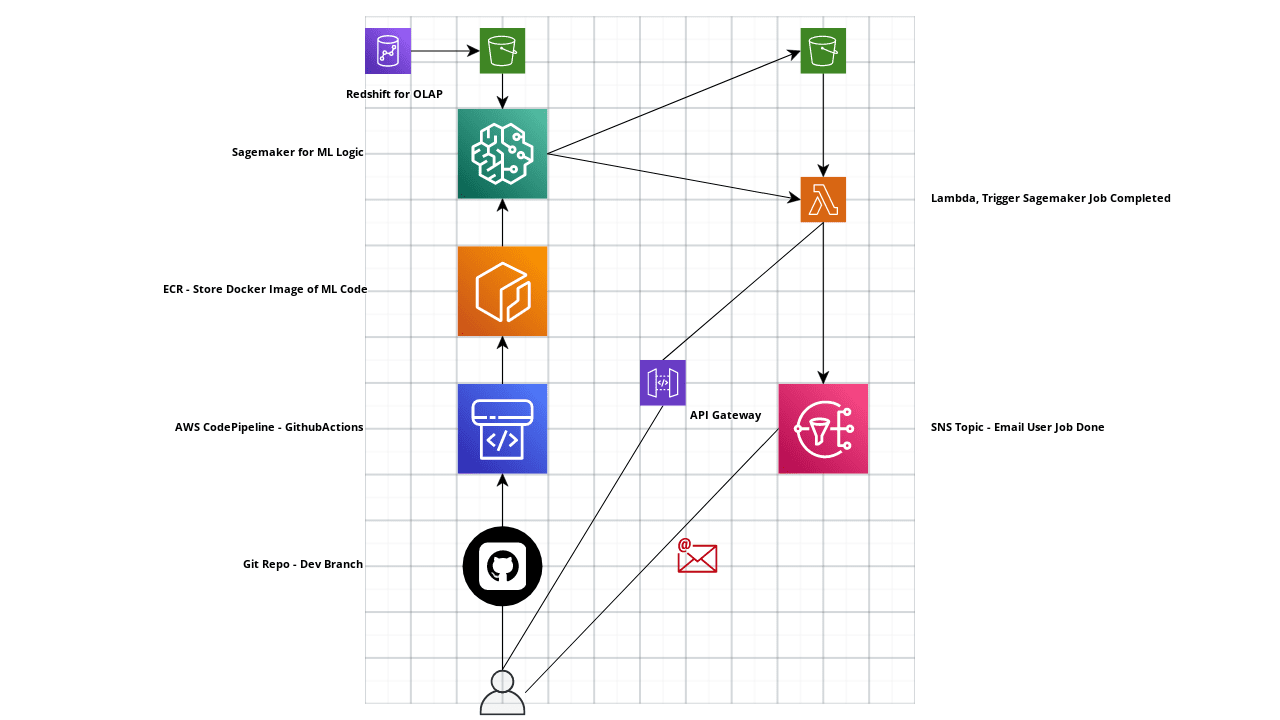 Redshift for OLAP
Sagemaker for ML Logic
Lambda, Trigger Sagemaker Job Completed
ECR - Store Docker Image of ML Code
API Gateway
AWS CodePipeline - GithubActions
SNS Topic - Email User Job Done
@
Git Repo - Dev Branch